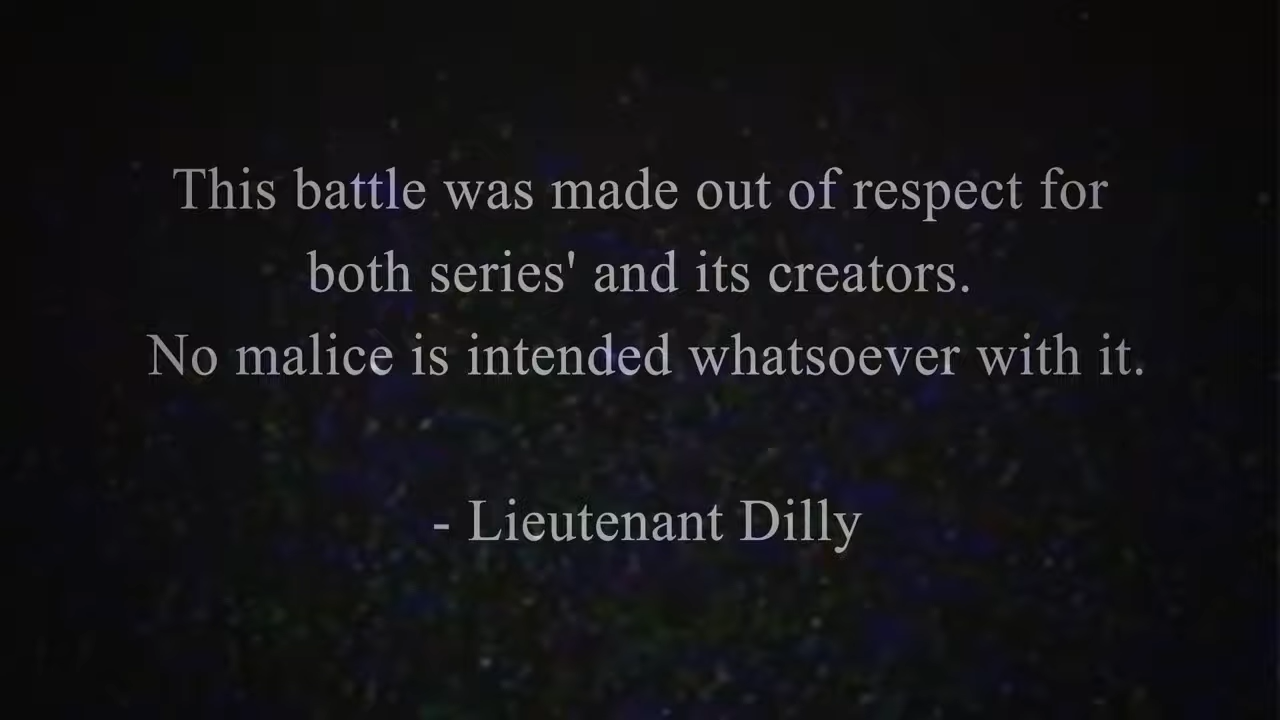 This battle was made out of respect for
both series' and its creators.
No malice is intended whatsoever with it.
- Lieutenant Dilly